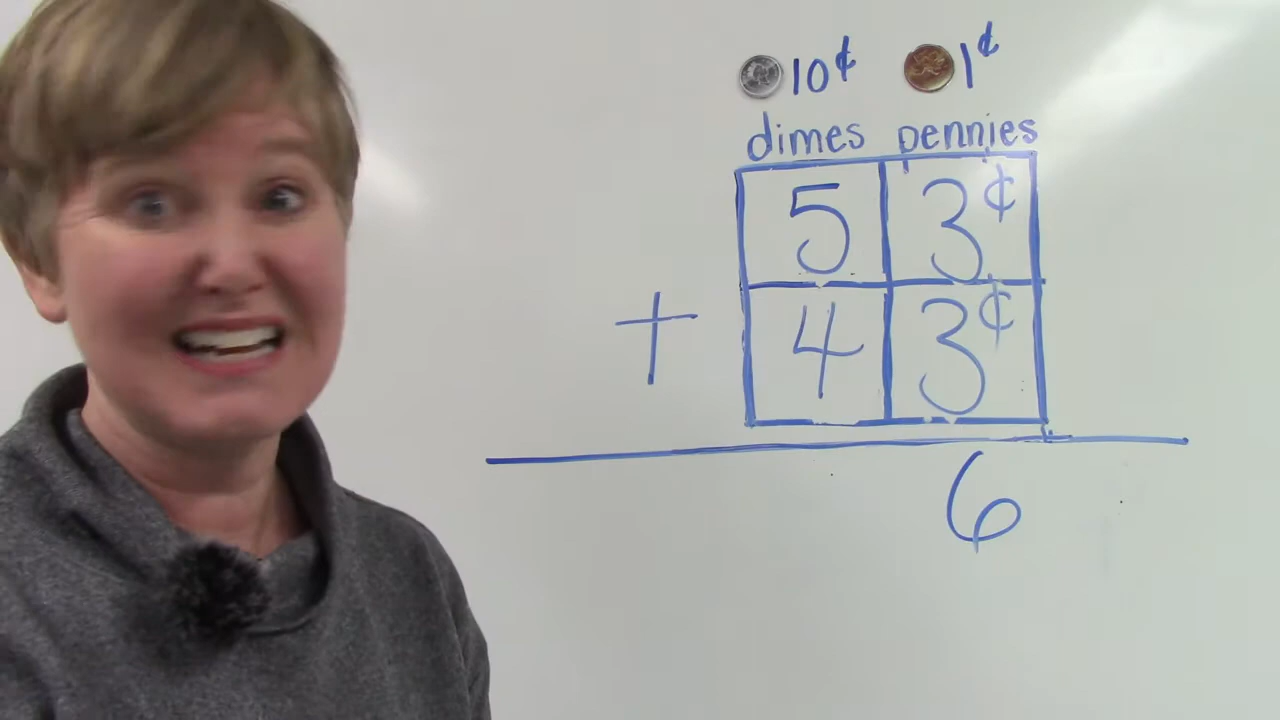 10¢ 1¢
dimes pennies
5 3¢
+ 4 3¢
6